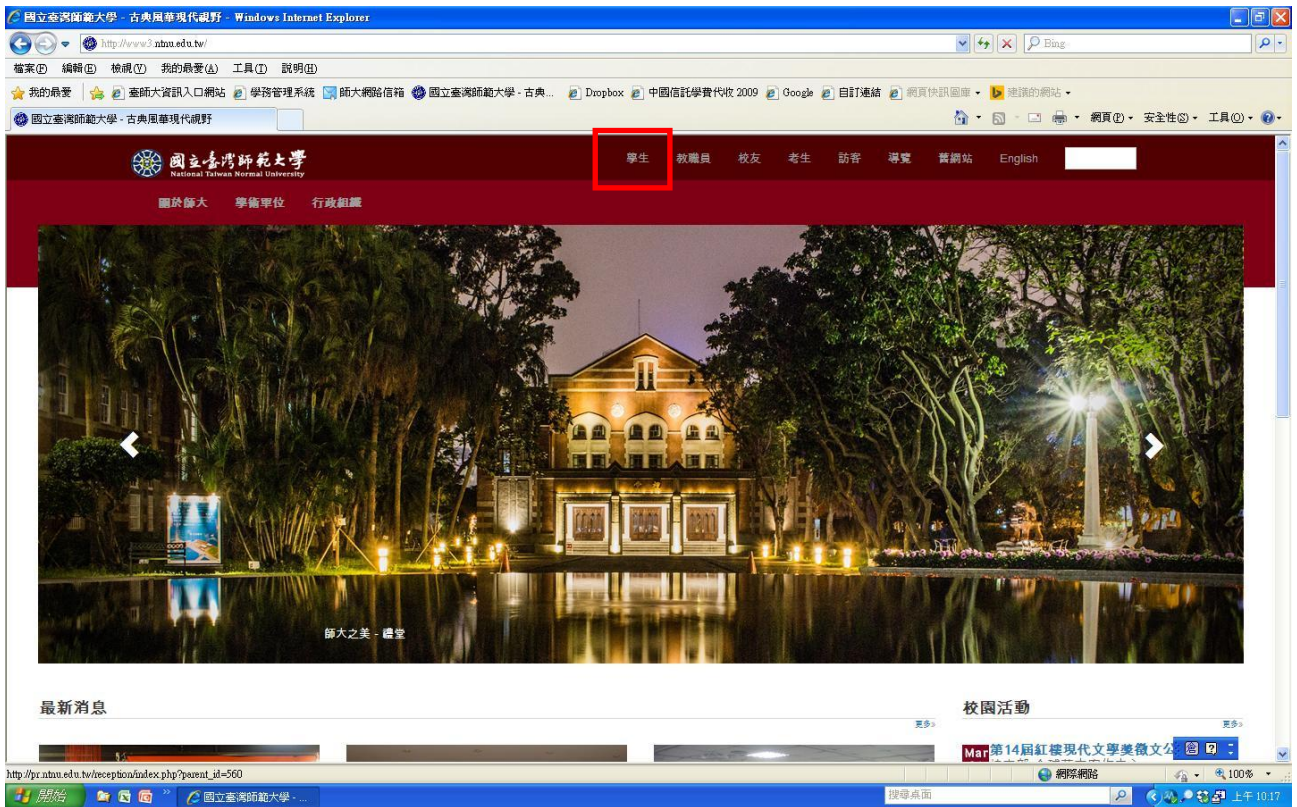 國立臺灣師範大學 - 古典風華現代視野 - Windows Internet Explorer
http://www3.ntnu.edu.tw/
Bing
檔案(F) 編輯(E) 檢視(V) 我的最愛(A) 工具(T) 說明(H)
我的最愛 臺師大資訊入口網站 學務管理系統 師大網路信箱 國立臺灣師範大學 - 古典... Dropbox 中國信託學費代收 2009 Google 自訂連結 網頁快訊圖庫 建議的網站
國立臺灣師範大學 - 古典風華現代視野
網頁(P) 安全性(S) 工具(O)
國立臺灣師範大學
National Taiwan Normal University
學生 教職員 校友 考生 訪客 導覽 舊網站 English
關於師大 學術單位 行政組織
師大之美 - 禮堂
最新消息
更多»
校園活動
更多»
Mar 第14屆紅樓現代文學獎徵文公
http://pr.ntnu.edu.tw/reception/index.php?parent_id=560
網際網路
100%
開始
國立臺灣師範大學 - ...
搜尋桌面
上午 10:17